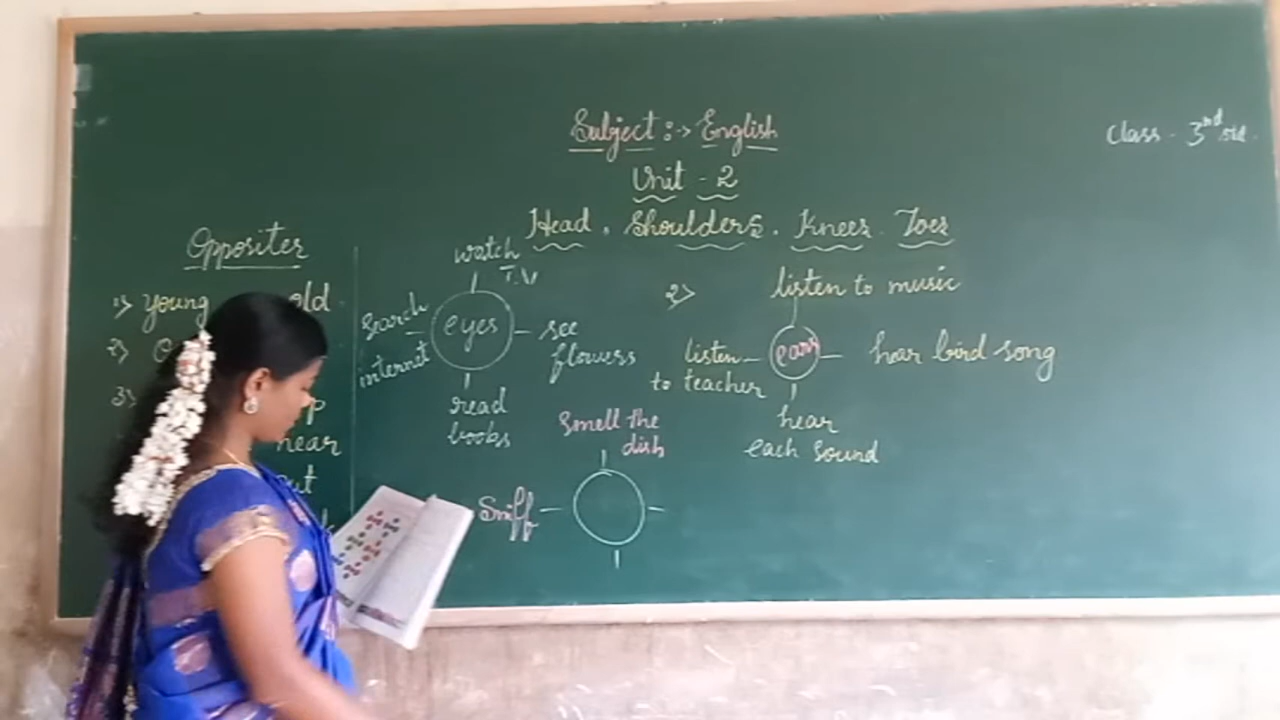 Subject :-> English
Class - 3rd std.
Unit - 2
Head, Shoulders, Knees Toes
Opposites
1) young old
2)
3)
near
watch
T.V
Search
internet
eyes
see
flowers
read
books
2)
listen to music
listen
to teacher
ears
hear bird song
hear
each sound
Smell the
dish
Sniff